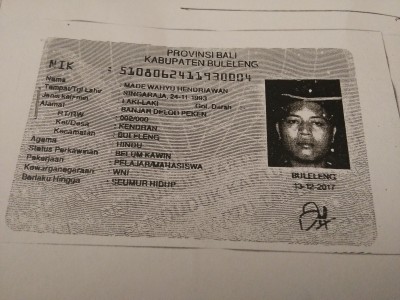 PROVINSI BALI
KABUPATEN BULELENG
NIK : 5108062411930004
Nama : MADE WAHYU HENDRIAWAN
Tempat/Tgl Lahir : SINGARAJA, 24-11-1993
Jenis Kelamin : LAKI-LAKI Gol. Darah
Alamat : BANJAR DELOD PEKEN
RT/RW : 002/000
Kel/Desa : KENDRAN
Kecamatan : BULELENG
Agama : HINDU
Status Perkawinan : BELUM KAWIN
Pekerjaan : PELAJAR/MAHASISWA
Kewarganegaraan : WNI
Berlaku Hingga : SEUMUR HIDUP
BULELENG
13-12-2017